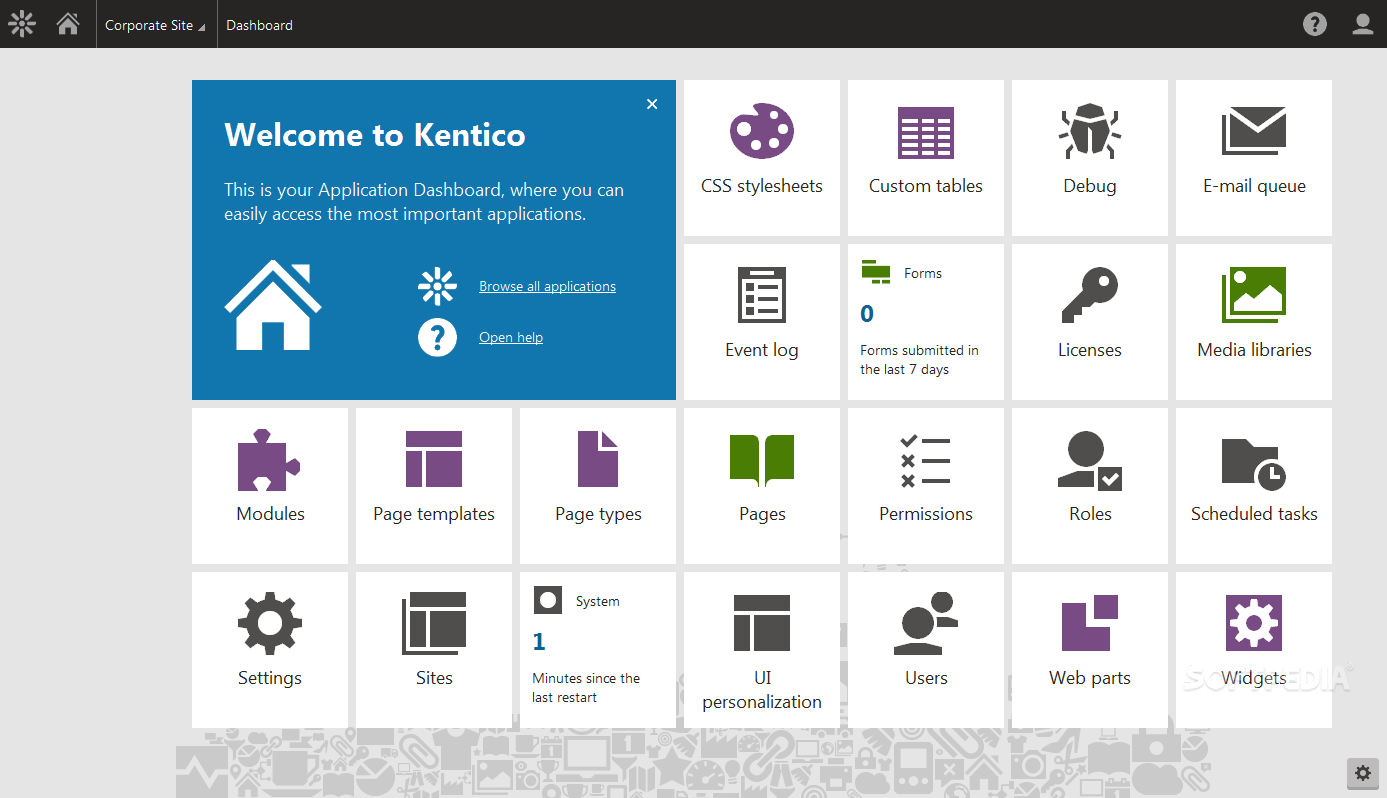 Corporate Site
Dashboard
Welcome to Kentico
This is your Application Dashboard, where you can
easily access the most important applications.
Browse all applications
Open help
CSS stylesheets
Custom tables
Debug
E-mail queue
Event log
Forms
0
Forms submitted in
the last 7 days
Licenses
Media libraries
Modules
Page templates
Page types
Pages
Permissions
Roles
Scheduled tasks
Settings
Sites
System
1
Minutes since the
last restart
UI
personalization
Users
Web parts
Widgets
SOFTPEDIA®